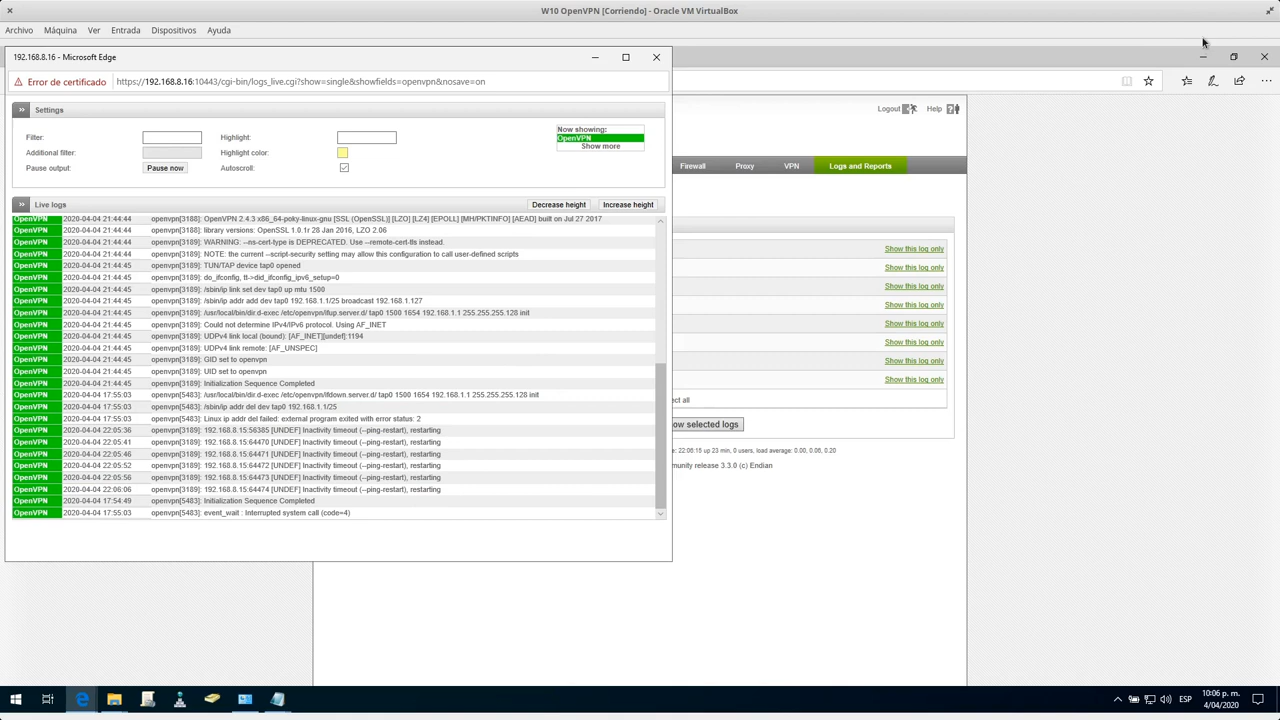 W10 OpenVPN [Corriendo] - Oracle VM VirtualBox
Archivo Máquina Ver Entrada Dispositivos Ayuda
192.168.8.16 - Microsoft Edge
Error de certificado https://192.168.8.16:10443/cgi-bin/logs_live.cgi?show=single&showfields=openvpn&nosave=on
Logout Help
Firewall Proxy VPN Logs and Reports
Settings
Filter: Highlight: Now showing:
OpenVPN
Additional filter: Highlight color: Show more
Pause output: Pause now Autoscroll:
Live logs Decrease height Increase height
OpenVPN 2020-04-04 21:44:44 openvpn[3188]: OpenVPN 2.4.3 x86_64-poky-linux-gnu [SSL (OpenSSL)] [LZO] [LZ4] [EPOLL] [MH/PKTINFO] [AEAD] built on Jul 27 2017
OpenVPN 2020-04-04 21:44:44 openvpn[3188]: library versions: OpenSSL 1.0.1r 28 Jan 2016, LZO 2.06
OpenVPN 2020-04-04 21:44:44 openvpn[3189]: WARNING: --ns-cert-type is DEPRECATED. Use --remote-cert-tls instead.
OpenVPN 2020-04-04 21:44:44 openvpn[3189]: NOTE: the current --script-security setting may allow this configuration to call user-defined scripts
OpenVPN 2020-04-04 21:44:45 openvpn[3189]: TUN/TAP device tap0 opened
OpenVPN 2020-04-04 21:44:45 openvpn[3189]: do_ifconfig, tt->did_ifconfig_ipv6_setup=0
OpenVPN 2020-04-04 21:44:45 openvpn[3189]: /sbin/ip link set dev tap0 up mtu 1500
OpenVPN 2020-04-04 21:44:45 openvpn[3189]: /sbin/ip addr add dev tap0 192.168.1.1/25 broadcast 192.168.1.127
OpenVPN 2020-04-04 21:44:45 openvpn[3189]: /usr/local/bin/dir.d-exec /etc/openvpn/ifup.server.d/ tap0 1500 1654 192.168.1.1 255.255.255.128 init
OpenVPN 2020-04-04 21:44:45 openvpn[3189]: Could not determine IPv4/IPv6 protocol. Using AF_INET
OpenVPN 2020-04-04 21:44:45 openvpn[3189]: UDPv4 link local (bound): [AF_INET][undef]:1194
OpenVPN 2020-04-04 21:44:45 openvpn[3189]: UDPv4 link remote: [AF_UNSPEC]
OpenVPN 2020-04-04 21:44:45 openvpn[3189]: GID set to openvpn
OpenVPN 2020-04-04 21:44:45 openvpn[3189]: UID set to openvpn
OpenVPN 2020-04-04 21:44:45 openvpn[3189]: Initialization Sequence Completed
OpenVPN 2020-04-04 17:55:03 openvpn[5483]: /usr/local/bin/dir.d-exec /etc/openvpn/ifdown.server.d/ tap0 1500 1654 192.168.1.1 255.255.255.128 init
OpenVPN 2020-04-04 17:55:03 openvpn[5483]: /sbin/ip addr del dev tap0 192.168.1.1/25
OpenVPN 2020-04-04 17:55:03 openvpn[5483]: Linux ip addr del failed: external program exited with error status: 2
OpenVPN 2020-04-04 22:05:36 openvpn[3189]: 192.168.8.15:56385 [UNDEF] Inactivity timeout (--ping-restart), restarting
OpenVPN 2020-04-04 22:05:41 openvpn[3189]: 192.168.8.15:64470 [UNDEF] Inactivity timeout (--ping-restart), restarting
OpenVPN 2020-04-04 22:05:46 openvpn[3189]: 192.168.8.15:64471 [UNDEF] Inactivity timeout (--ping-restart), restarting
OpenVPN 2020-04-04 22:05:52 openvpn[3189]: 192.168.8.15:64472 [UNDEF] Inactivity timeout (--ping-restart), restarting
OpenVPN 2020-04-04 22:05:56 openvpn[3189]: 192.168.8.15:64473 [UNDEF] Inactivity timeout (--ping-restart), restarting
OpenVPN 2020-04-04 22:06:06 openvpn[3189]: 192.168.8.15:64474 [UNDEF] Inactivity timeout (--ping-restart), restarting
OpenVPN 2020-04-04 17:54:49 openvpn[5483]: Initialization Sequence Completed
OpenVPN 2020-04-04 17:55:03 openvpn[5483]: event_wait : Interrupted system call (code=4)
Show this log only
Show this log only
Show this log only
Show this log only
Show this log only
Show this log only
Show this log only
Show this log only
ect all
ow selected logs
e: 22:06:15 up 23 min, 0 users, load average: 0.00, 0.08, 0.20
munity release 3.3.0 (c) Endian
ESP
10:06 p. m.
4/04/2020